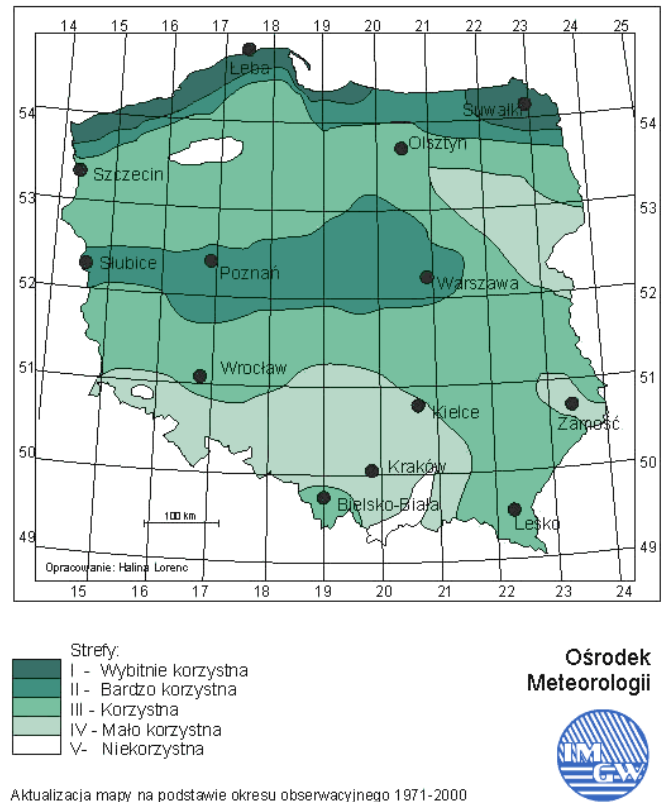 14 15 16 17 18 19 20 21 22 23 24
Łeba
54 Suwałki 54
Olsztyn
Szczecin
53 53
Słubice Poznań
52 Warszawa 52
51 Wrocław 51
Kielce
Zamość
50 Kraków 50
Bielsko-Biała
100 km Lesko
49 49
Opracowanie: Halina Lorenc
15 16 17 18 19 20 21 22 23 24 25
Strefy:
I - Wybitnie korzystna
II - Bardzo korzystna
III - Korzystna
IV - Mało korzystna
V- Niekorzystna
Ośrodek
Meteorologii
IM
GW
Aktualizacja mapy na podstawie okresu obserwacyjnego 1971-2000